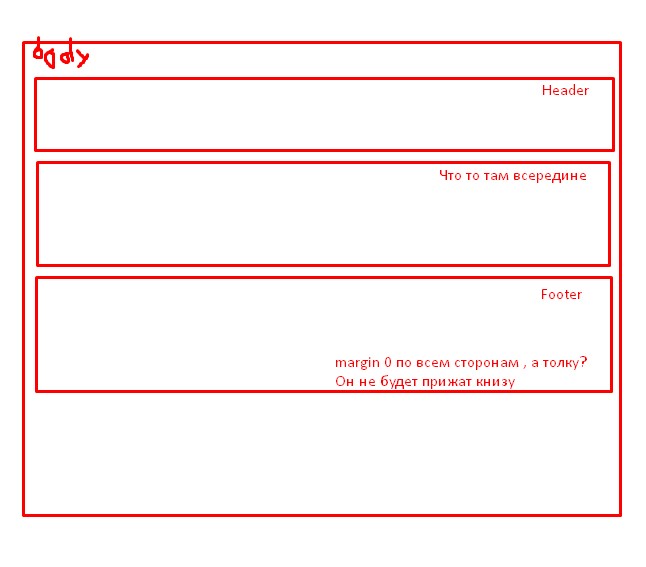 body
Header
Что то там всередине
Footer
margin 0 по всем сторонам , а толку?
Он не будет прижат книзу